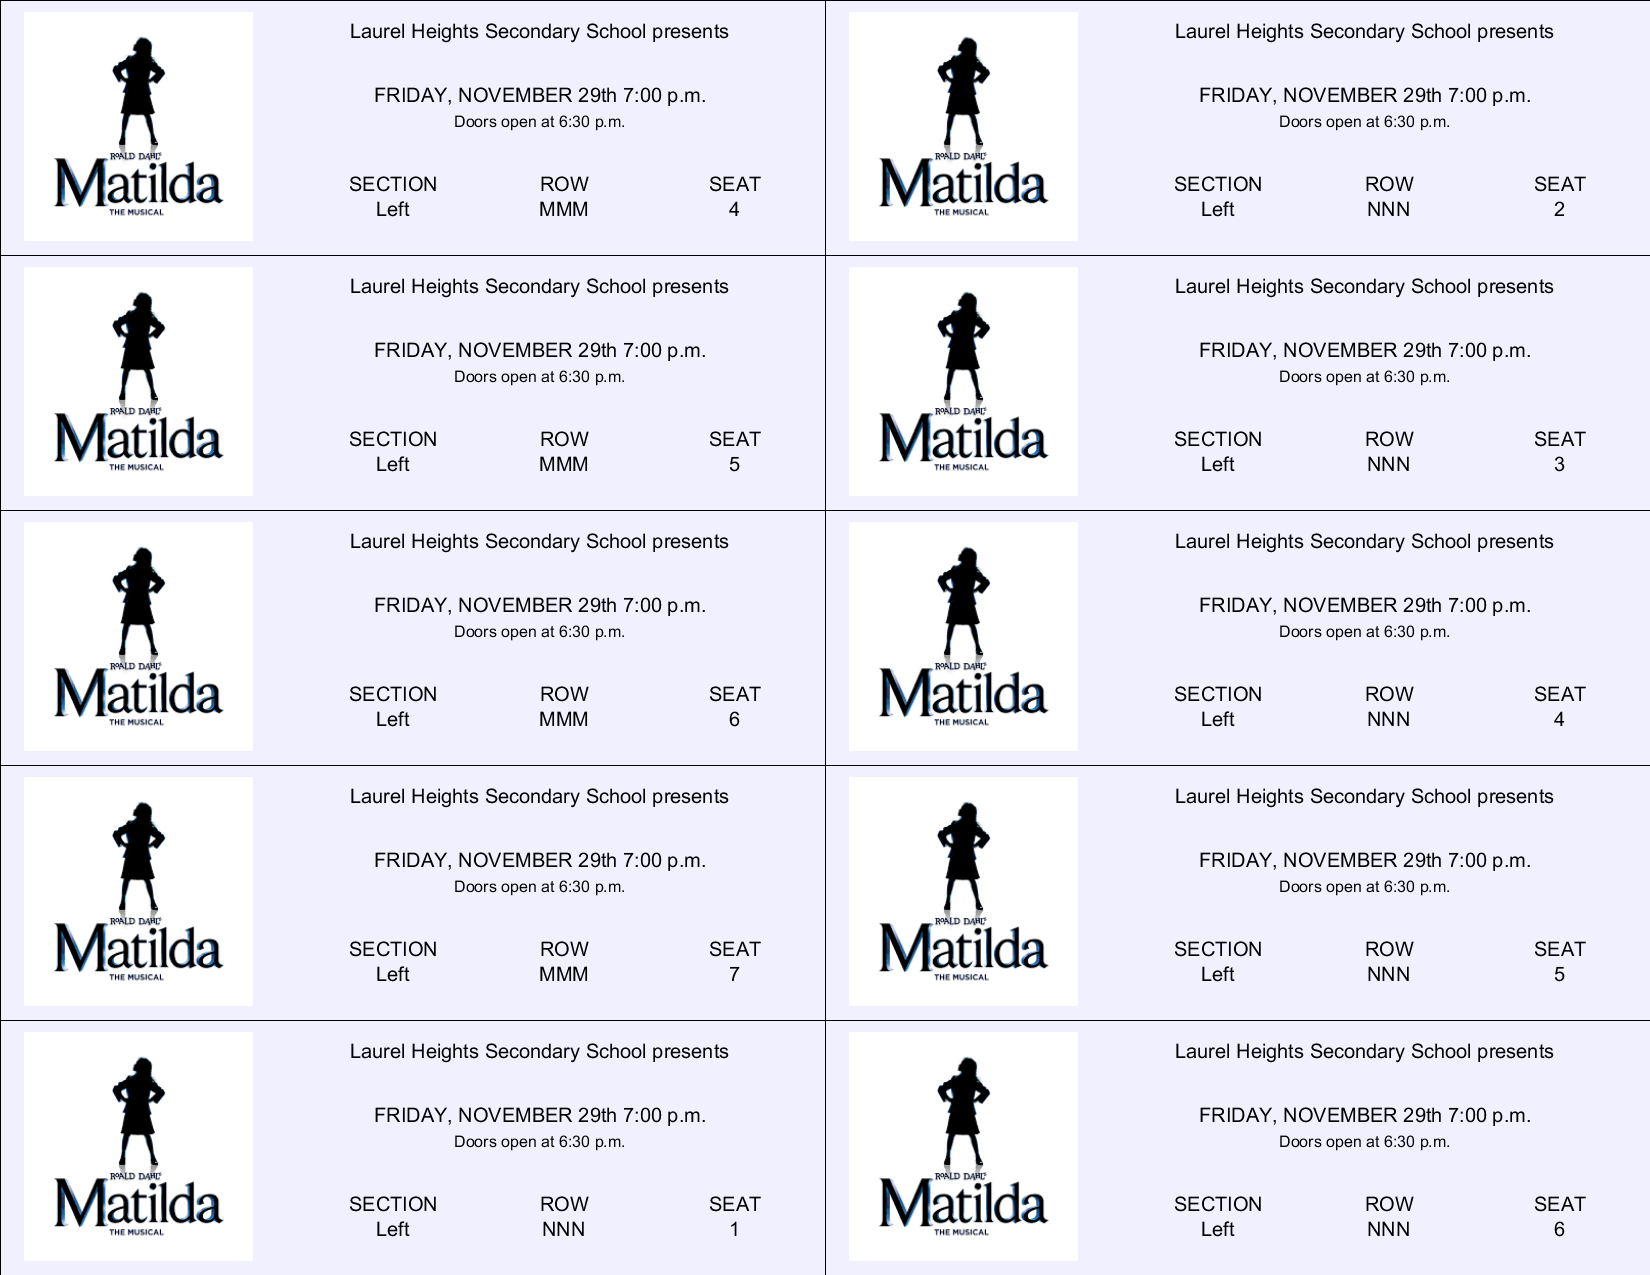 Laurel Heights Secondary School presents
FRIDAY, NOVEMBER 29th 7:00 p.m.
Doors open at 6:30 p.m.
SECTION ROW SEAT
Left MMM 4
ROALD DAHL'S
Matilda
THE MUSICAL
Laurel Heights Secondary School presents
FRIDAY, NOVEMBER 29th 7:00 p.m.
Doors open at 6:30 p.m.
SECTION ROW SEAT
Left NNN 2
ROALD DAHL'S
Matilda
THE MUSICAL
Laurel Heights Secondary School presents
FRIDAY, NOVEMBER 29th 7:00 p.m.
Doors open at 6:30 p.m.
SECTION ROW SEAT
Left MMM 5
ROALD DAHL'S
Matilda
THE MUSICAL
Laurel Heights Secondary School presents
FRIDAY, NOVEMBER 29th 7:00 p.m.
Doors open at 6:30 p.m.
SECTION ROW SEAT
Left NNN 3
ROALD DAHL'S
Matilda
THE MUSICAL
Laurel Heights Secondary School presents
FRIDAY, NOVEMBER 29th 7:00 p.m.
Doors open at 6:30 p.m.
SECTION ROW SEAT
Left MMM 6
ROALD DAHL'S
Matilda
THE MUSICAL
Laurel Heights Secondary School presents
FRIDAY, NOVEMBER 29th 7:00 p.m.
Doors open at 6:30 p.m.
SECTION ROW SEAT
Left NNN 4
ROALD DAHL'S
Matilda
THE MUSICAL
Laurel Heights Secondary School presents
FRIDAY, NOVEMBER 29th 7:00 p.m.
Doors open at 6:30 p.m.
SECTION ROW SEAT
Left MMM 7
ROALD DAHL'S
Matilda
THE MUSICAL
Laurel Heights Secondary School presents
FRIDAY, NOVEMBER 29th 7:00 p.m.
Doors open at 6:30 p.m.
SECTION ROW SEAT
Left NNN 5
ROALD DAHL'S
Matilda
THE MUSICAL
Laurel Heights Secondary School presents
FRIDAY, NOVEMBER 29th 7:00 p.m.
Doors open at 6:30 p.m.
SECTION ROW SEAT
Left NNN 1
ROALD DAHL'S
Matilda
THE MUSICAL
Laurel Heights Secondary School presents
FRIDAY, NOVEMBER 29th 7:00 p.m.
Doors open at 6:30 p.m.
SECTION ROW SEAT
Left NNN 6
ROALD DAHL'S
Matilda
THE MUSICAL